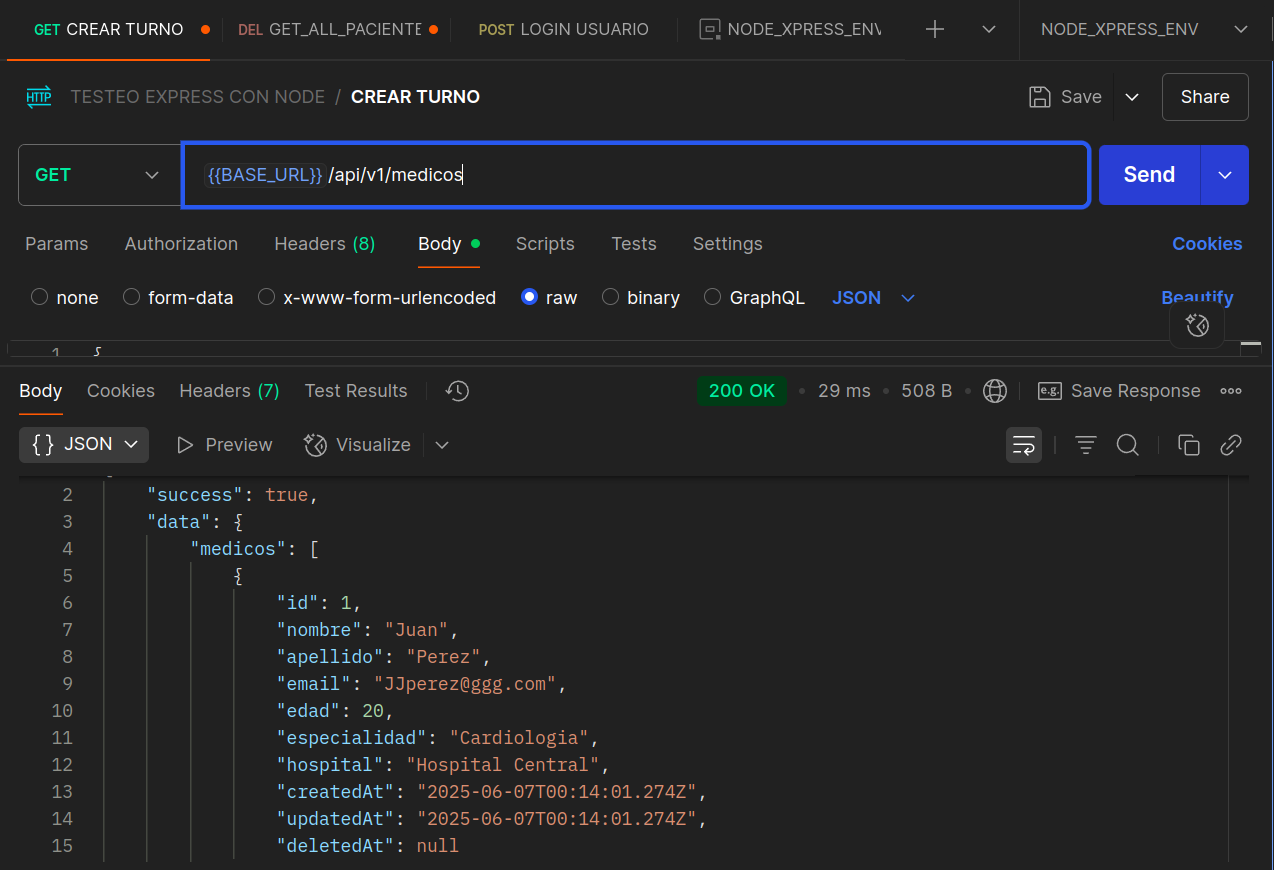 GET CREAR TURNO DEL GET_ALL_PACIENTE POST LOGIN USUARIO NODE_XPRESS_ENV NODE_XPRESS_ENV
HTTP TESTEO EXPRESS CON NODE / CREAR TURNO Save Share
GET {{BASE_URL}} /api/v1/medicos Send
Params Authorization Headers (8) Body Scripts Tests Settings Cookies
none form-data x-www-form-urlencoded raw binary GraphQL JSON Beautify
1 {
Body Cookies Headers (7) Test Results 200 OK • 29 ms • 508 B • e.g. Save Response
{} JSON Preview Visualize
2 "success": true,
3 "data": {
4 "medicos": [
5 {
6 "id": 1,
7 "nombre": "Juan",
8 "apellido": "Perez",
9 "email": "JJperez@ggg.com",
10 "edad": 20,
11 "especialidad": "Cardiologia",
12 "hospital": "Hospital Central",
13 "createdAt": "2025-06-07T00:14:01.274Z",
14 "updatedAt": "2025-06-07T00:14:01.274Z",
15 "deletedAt": null